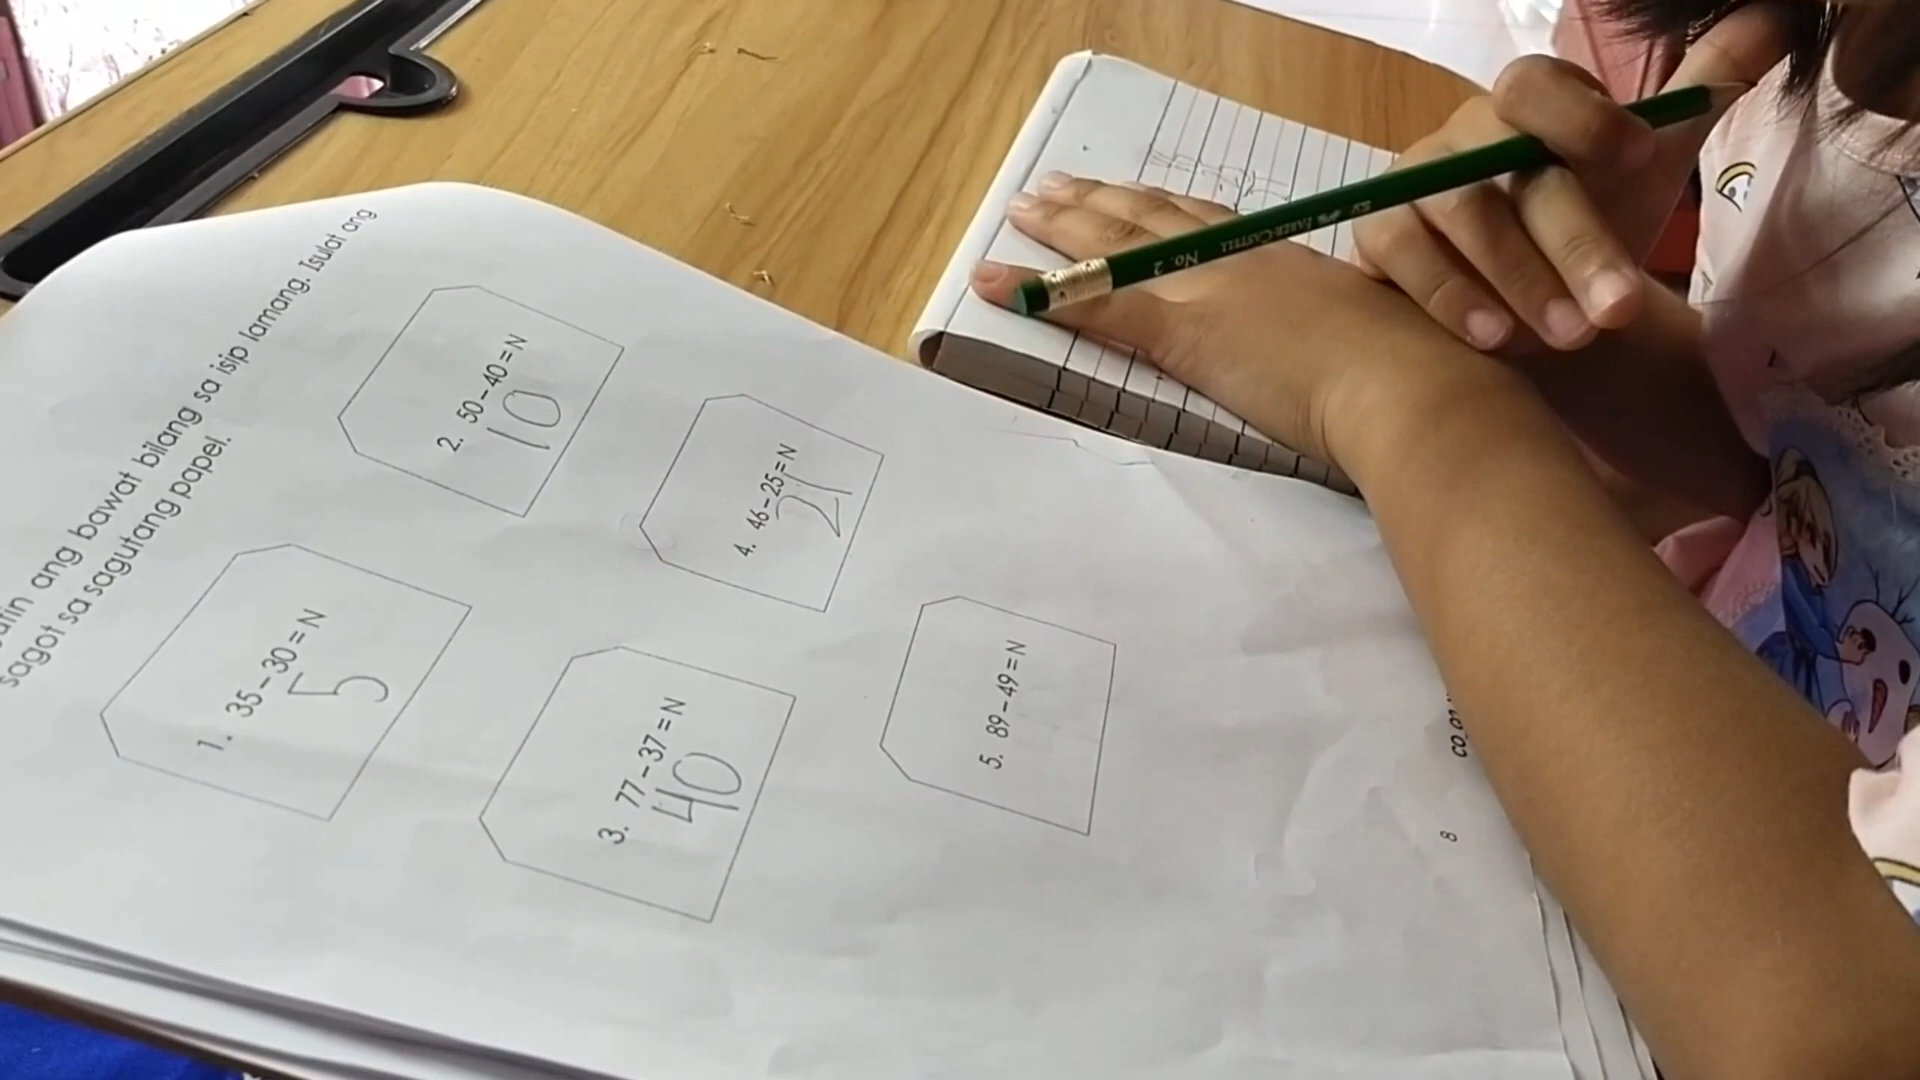 ang bawat bilang sa isip lamang. Isulat ang
sagot sa sagutang papel.
1. 35 – 30 = N
5
2. 50 – 40 = N
10
3. 77 – 37 = N
40
4. 46 – 25 = N
21
5. 89 – 49 = N
8
FABER-CASTELL No. 2